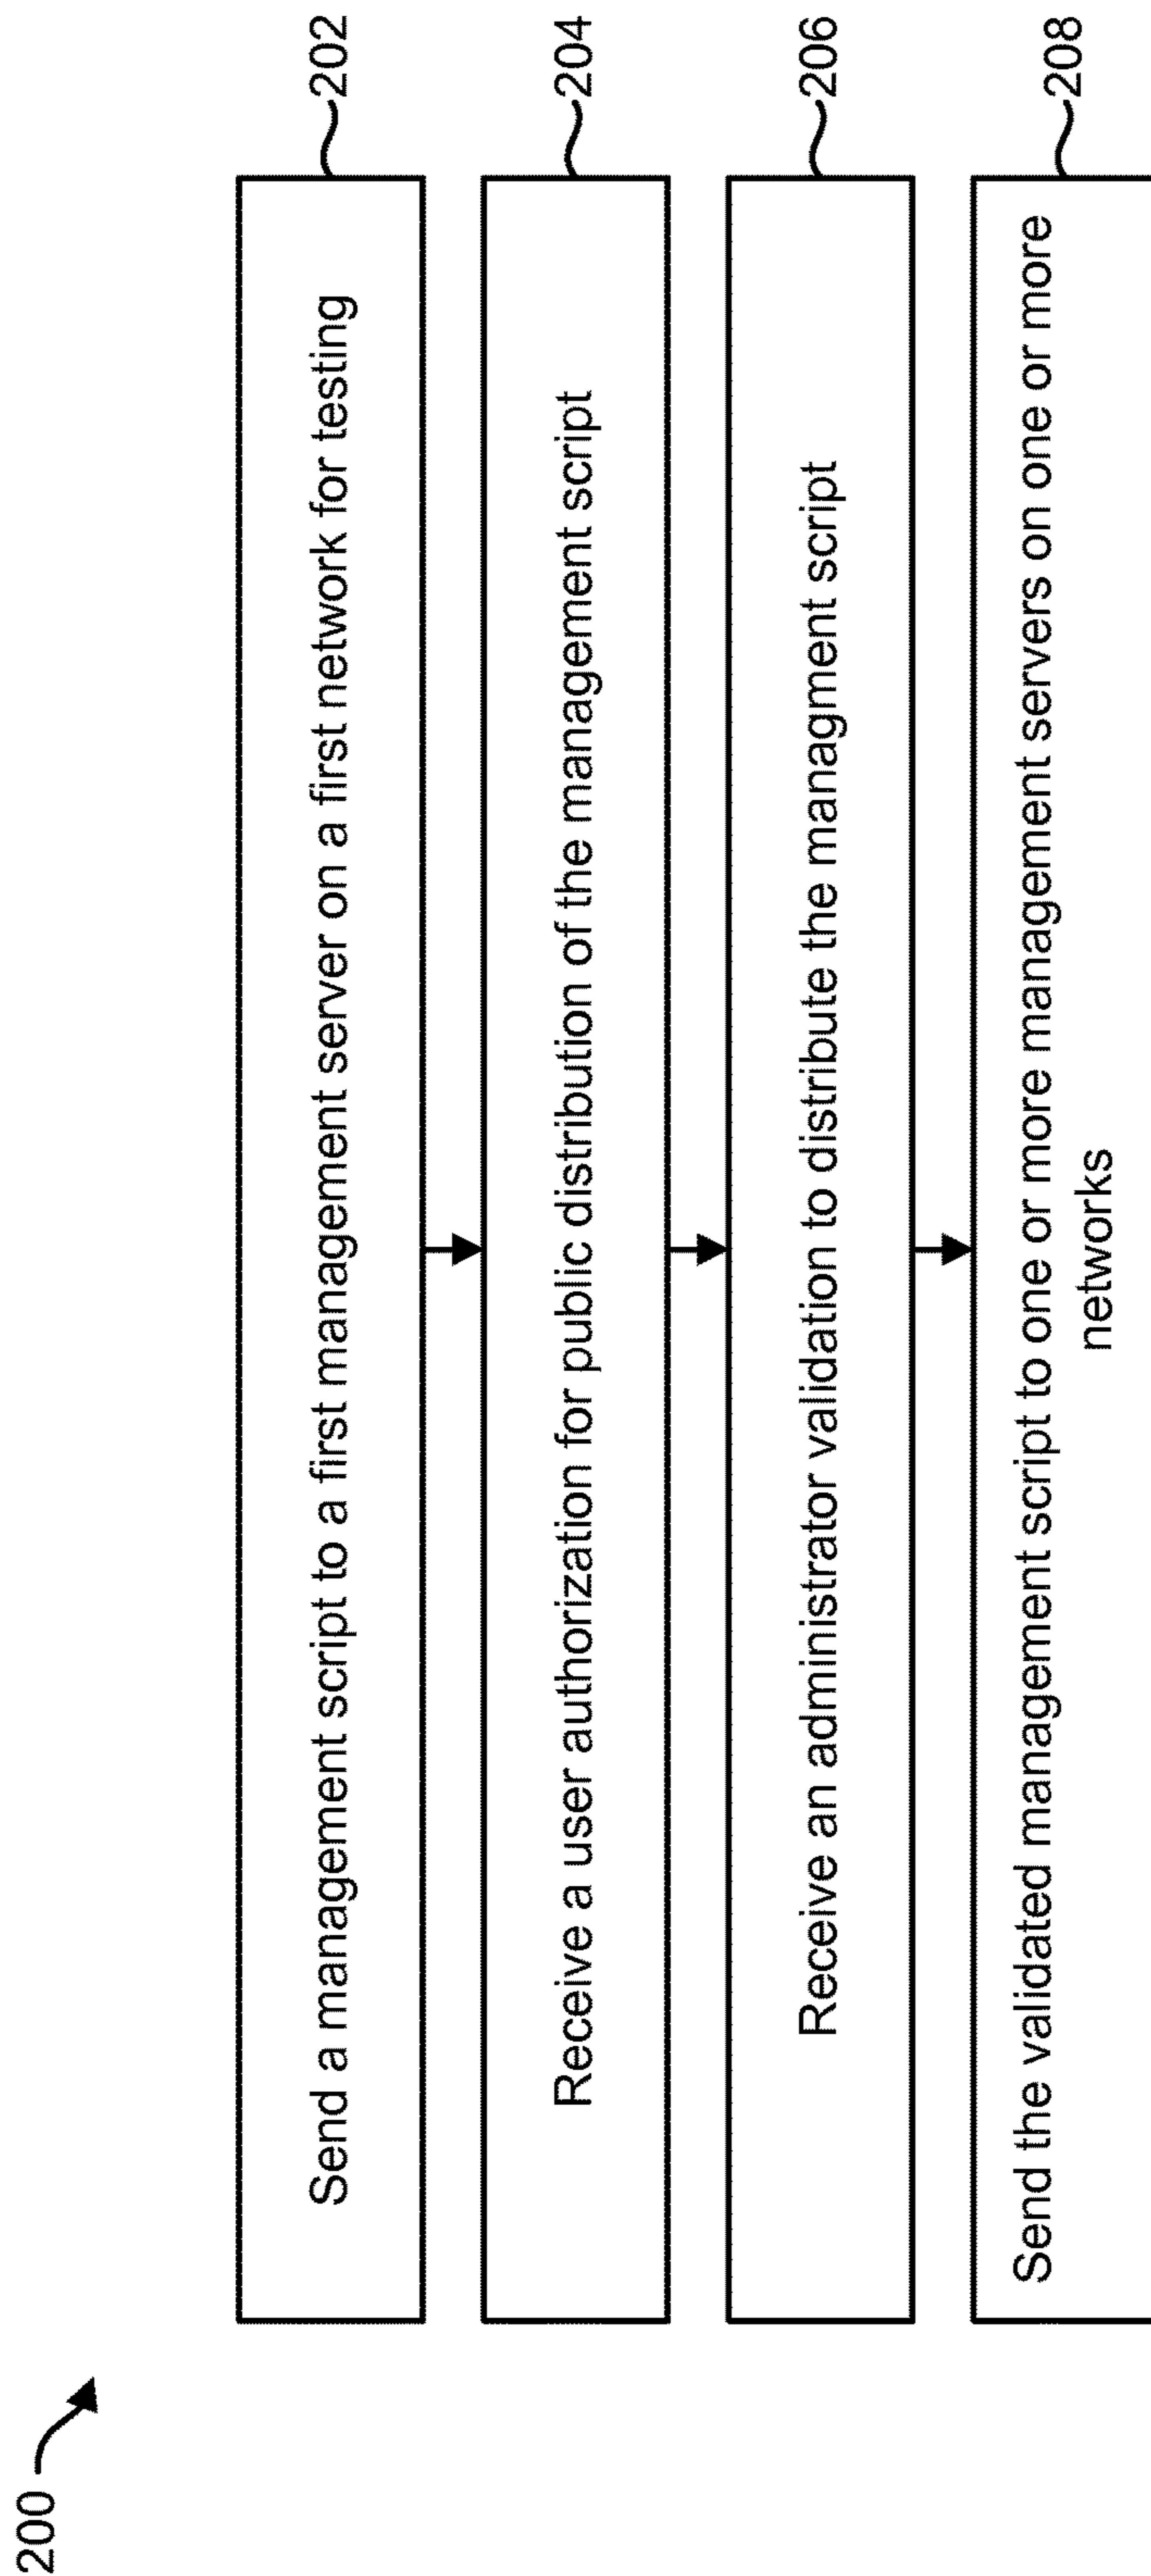 200
Send a management script to a first management server on a first network for testing
202
Receive a user authorization for public distribution of the management script
204
Receive an administrator validation to distribute the managment script
206
Send the validated management script to one or more management servers on one or more
networks
208